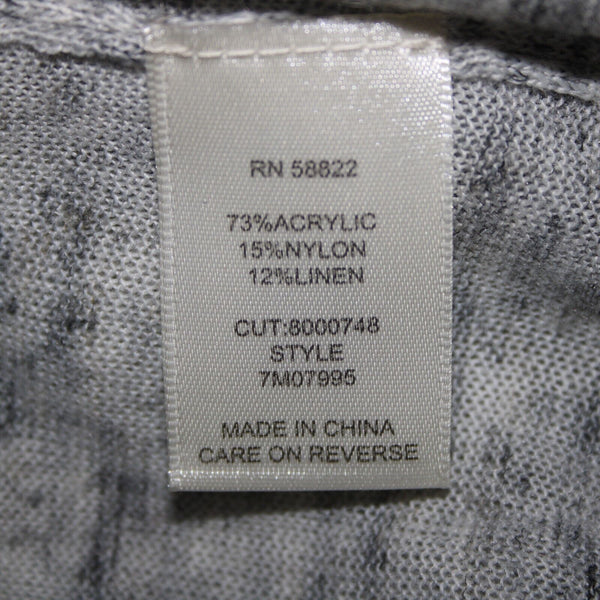 RN 58822
73%ACRYLIC
15%NYLON
12%LINEN
CUT:8000748
STYLE
7M07995
MADE IN CHINA
CARE ON REVERSE